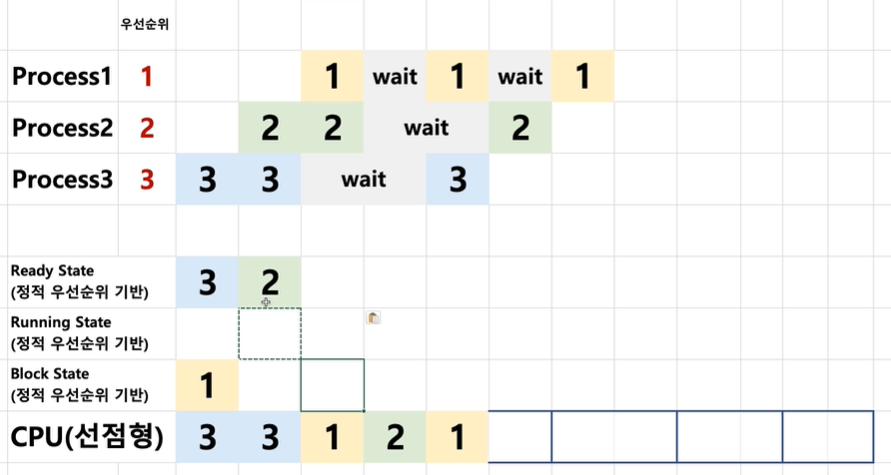 우선순위
Process1 1 1 wait 1 wait 1
Process2 2 2 2 wait 2
Process3 3 3 3 wait 3
Ready State
(정적 우선순위 기반) 3 2
Running State
(정적 우선순위 기반)
Block State
(정적 우선순위 기반) 1
CPU(선점형) 3 3 1 2 1